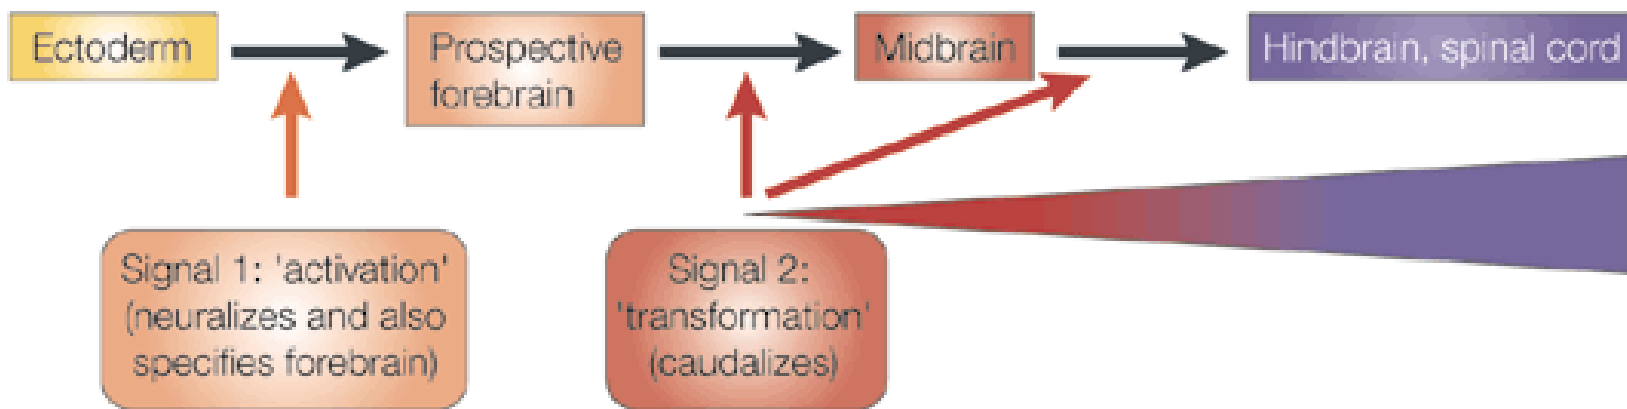 Ectoderm
Prospective
forebrain
Midbrain
Hindbrain, spinal cord
Signal 1: 'activation'
(neuralizes and also
specifies forebrain)
Signal 2:
'transformation'
(caudalizes)